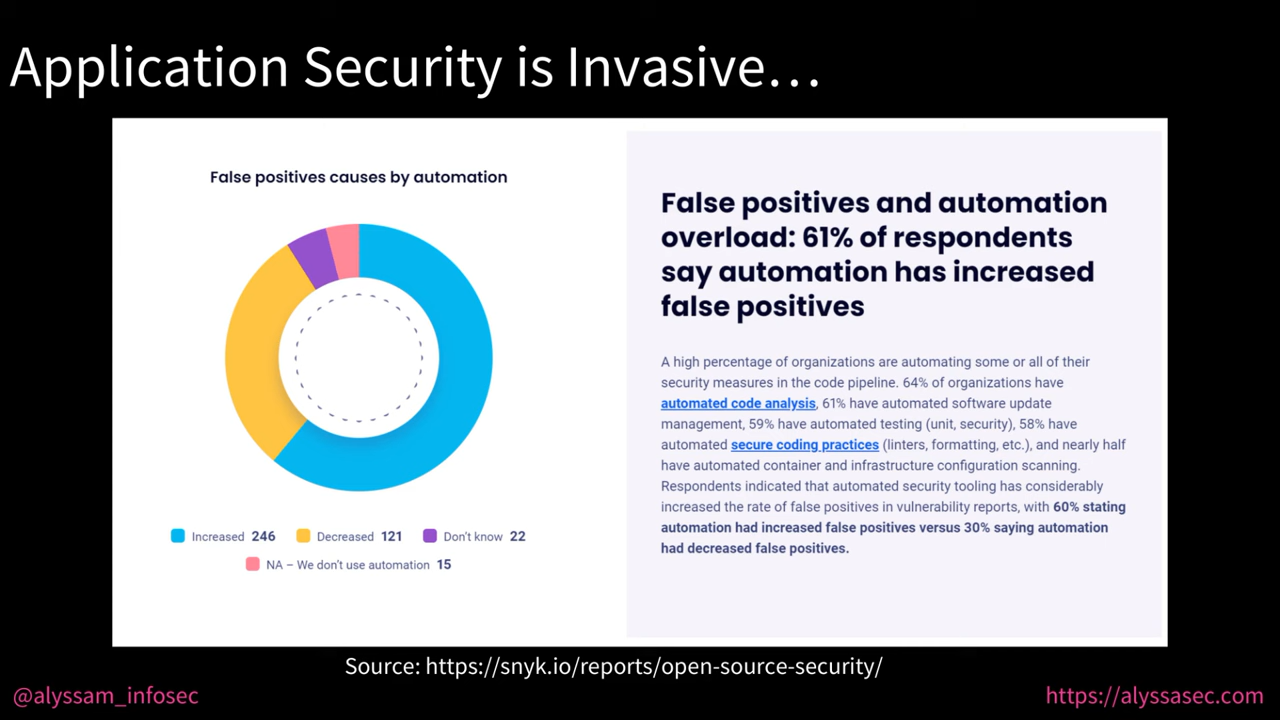 Application Security is Invasive…
False positives causes by automation
Increased 246 Decreased 121 Don't know 22
NA – We don't use automation 15
False positives and automation
overload: 61% of respondents
say automation has increased
false positives
A high percentage of organizations are automating some or all of their
security measures in the code pipeline. 64% of organizations have
automated code analysis, 61% have automated software update
management, 59% have automated testing (unit, security), 58% have
automated secure coding practices (linters, formatting, etc.), and nearly half
have automated container and infrastructure configuration scanning.
Respondents indicated that automated security tooling has considerably
increased the rate of false positives in vulnerability reports, with 60% stating
automation had increased false positives versus 30% saying automation
had decreased false positives.
Source: https://snyk.io/reports/open-source-security/
@alyssam_infosec
https://alyssasec.com